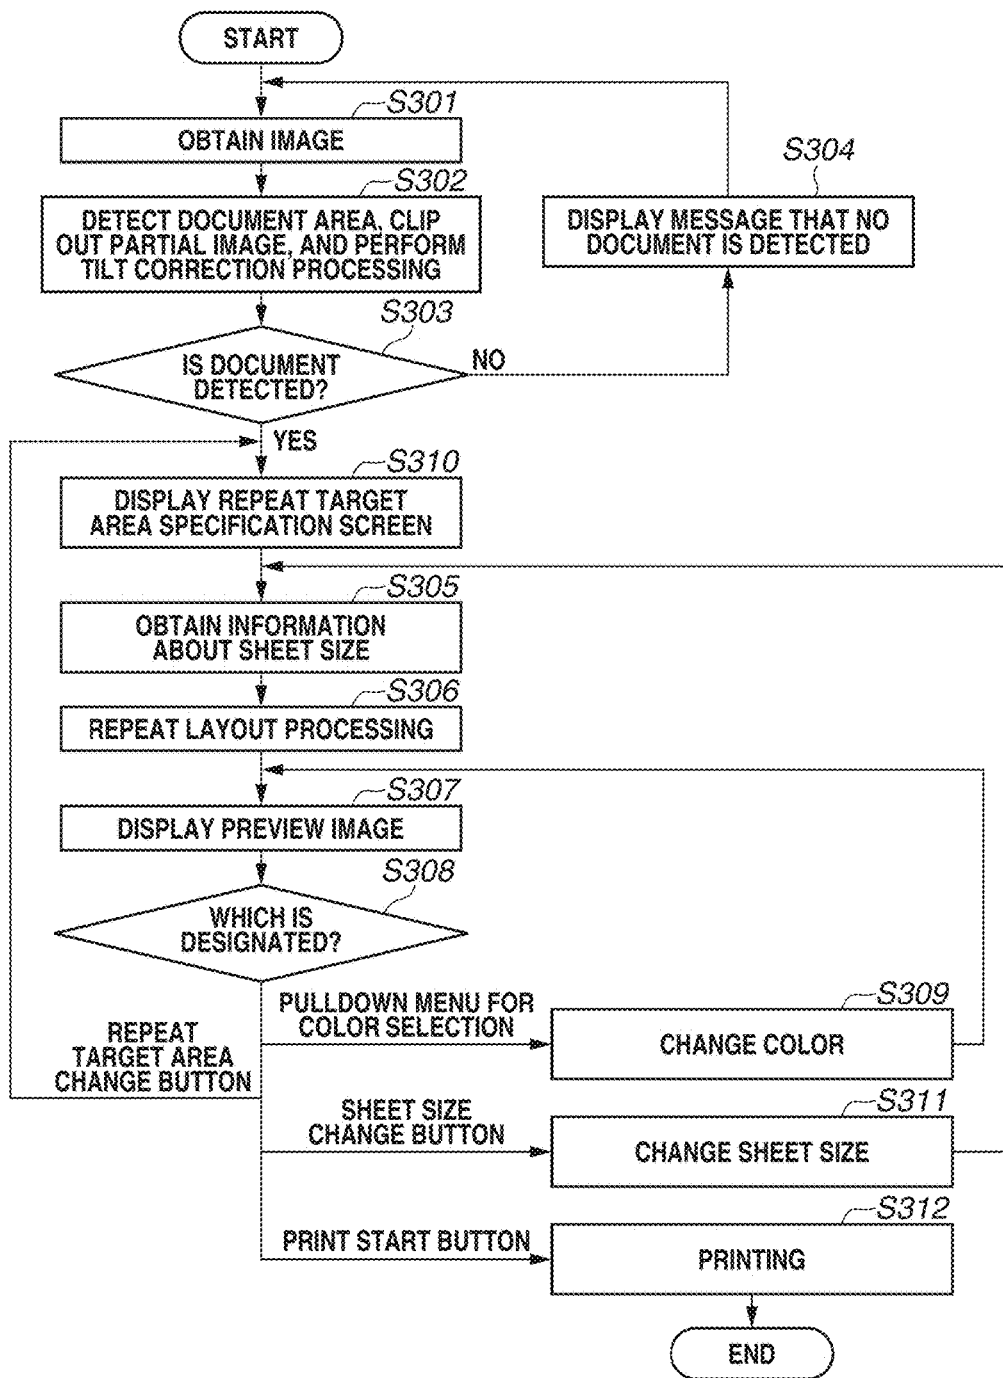 START
S301
OBTAIN IMAGE
S302
DETECT DOCUMENT AREA, CLIP
OUT PARTIAL IMAGE, AND PERFORM
TILT CORRECTION PROCESSING
S304
DISPLAY MESSAGE THAT NO
DOCUMENT IS DETECTED
S303
IS DOCUMENT
DETECTED?
NO
YES
S310
DISPLAY REPEAT TARGET
AREA SPECIFICATION SCREEN
S305
OBTAIN INFORMATION
ABOUT SHEET SIZE
S306
REPEAT LAYOUT PROCESSING
S307
DISPLAY PREVIEW IMAGE
S308
WHICH IS
DESIGNATED?
REPEAT
TARGET AREA
CHANGE BUTTON
PULLDOWN MENU FOR
COLOR SELECTION
S309
CHANGE COLOR
SHEET SIZE
CHANGE BUTTON
S311
CHANGE SHEET SIZE
PRINT START BUTTON
S312
PRINTING
END